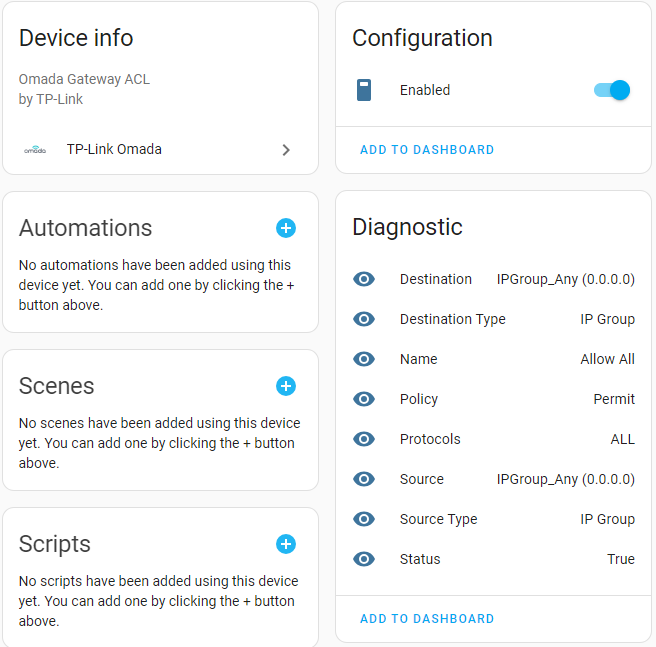 Device info
Omada Gateway ACL
by TP-Link
omada
TP-Link Omada
Automations
No automations have been added using this
device yet. You can add one by clicking the +
button above.
Scenes
No scenes have been added using this device
yet. You can add one by clicking the + button
above.
Scripts
No scripts have been added using this device
yet. You can add one by clicking the + button
above.
Configuration
Enabled
ADD TO DASHBOARD
Diagnostic
Destination IPGroup_Any (0.0.0.0)
Destination Type IP Group
Name Allow All
Policy Permit
Protocols ALL
Source IPGroup_Any (0.0.0.0)
Source Type IP Group
Status True
ADD TO DASHBOARD